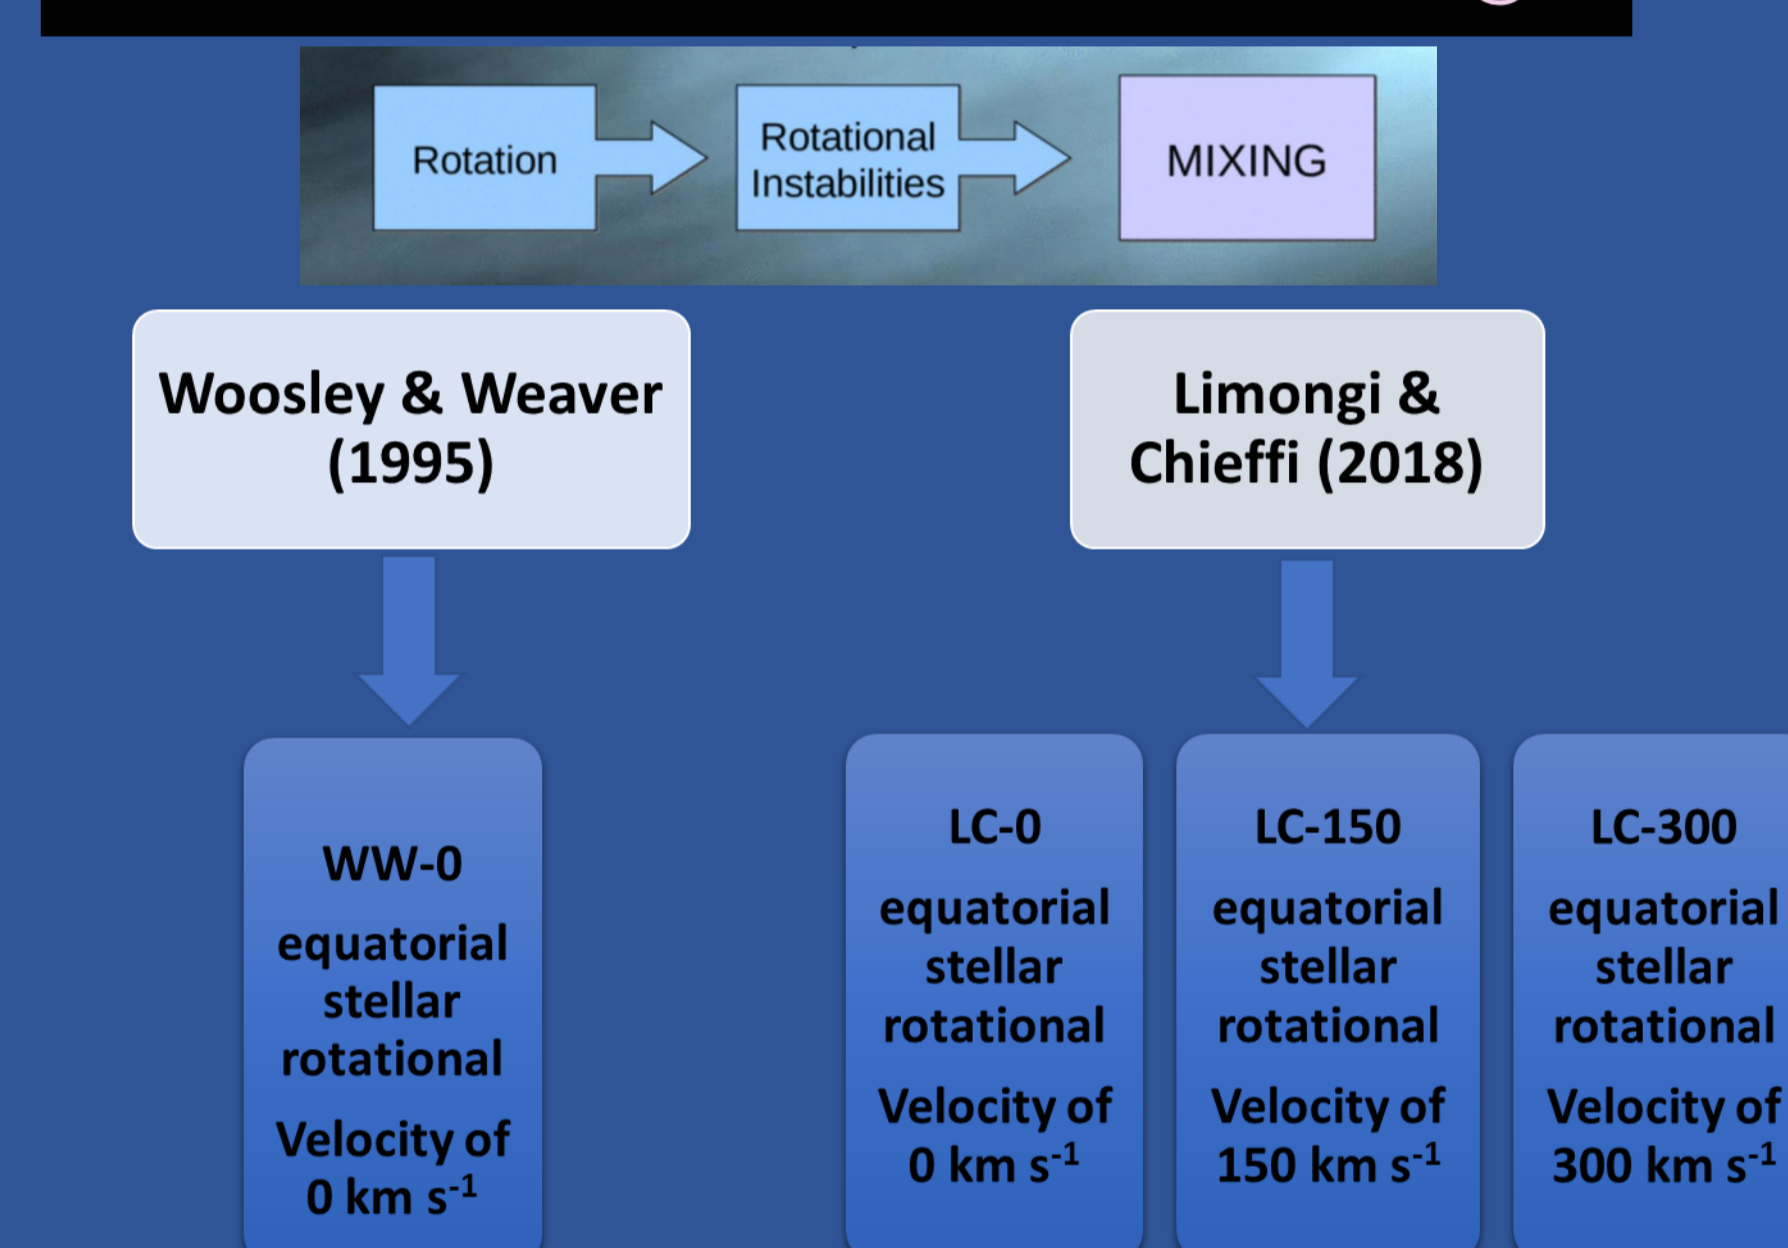 Rotation
Rotational
Instabilities
MIXING
Woosley & Weaver
(1995)
Limongi &
Chieffi (2018)
WW-0
equatorial
stellar
rotational
Velocity of
0 km s⁻¹
LC-0
equatorial
stellar
rotational
Velocity of
0 km s⁻¹
LC-150
equatorial
stellar
rotational
Velocity of
150 km s⁻¹
LC-300
equatorial
stellar
rotational
Velocity of
300 km s⁻¹